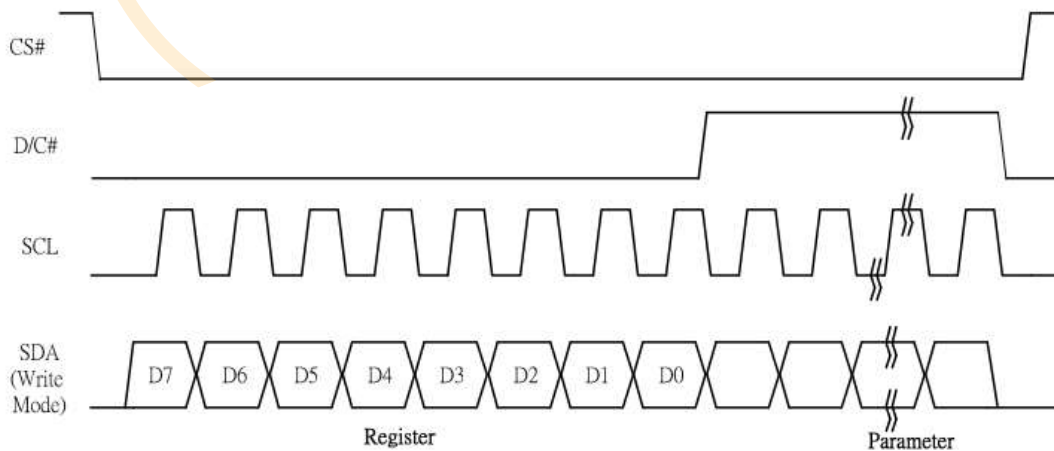 CS#
D/C#
SCL
SDA
(Write
Mode)
D7 D6 D5 D4 D3 D2 D1 D0
Register Parameter